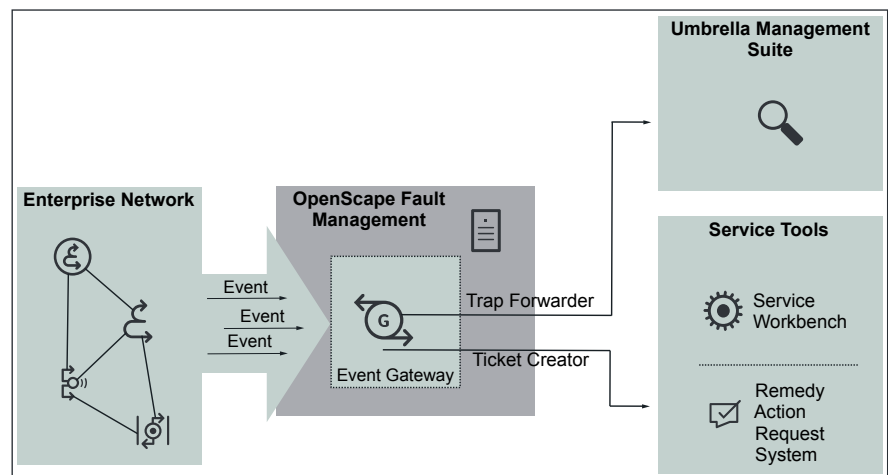 Umbrella Management
Suite
Enterprise Network
OpenScape Fault
Management
Service Tools
Event
Event
Event
Trap Forwarder
G
Service
Workbench
Ticket Creator
Event Gateway
Remedy
Action
Request
System